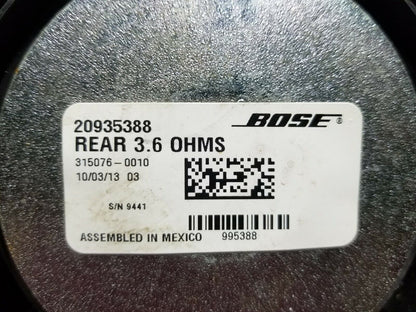 20935388 BOSE®
REAR 3.6 OHMS
315076-0010
10/03/13 03
S/N 9441
ASSEMBLED IN MEXICO 995388